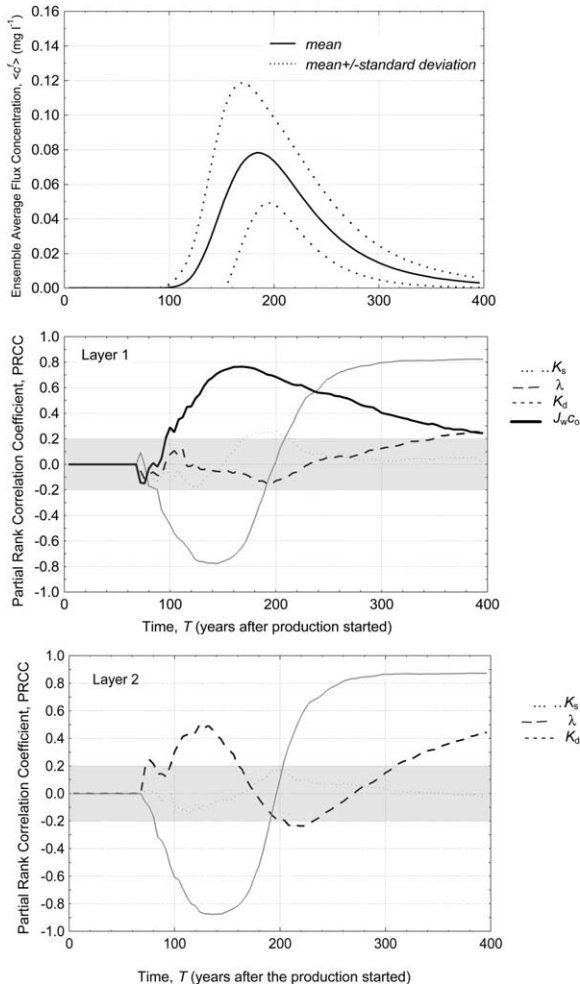 Ensemble Average Flux Concentration, <cᶠ> (mg l⁻¹)
0.16
0.14
0.12
0.10
0.08
0.06
0.04
0.02
0.00
mean
mean+/-standard deviation
0 100 200 300 400
Partial Rank Correlation Coefficient, PRCC
1.0
0.8
0.6
0.4
0.2
0.0
-0.2
-0.4
-0.6
-0.8
-1.0
Layer 1
Kₛ
λ
K_d
J_wc_o
0 100 200 300 400
Time, T (years after production started)
Partial Rank Correlation Coefficient, PRCC
1.0
0.8
0.6
0.4
0.2
0.0
-0.2
-0.4
-0.6
-0.8
-1.0
Layer 2
Kₛ
λ
K_d
0 100 200 300 400
Time, T (years after the production started)